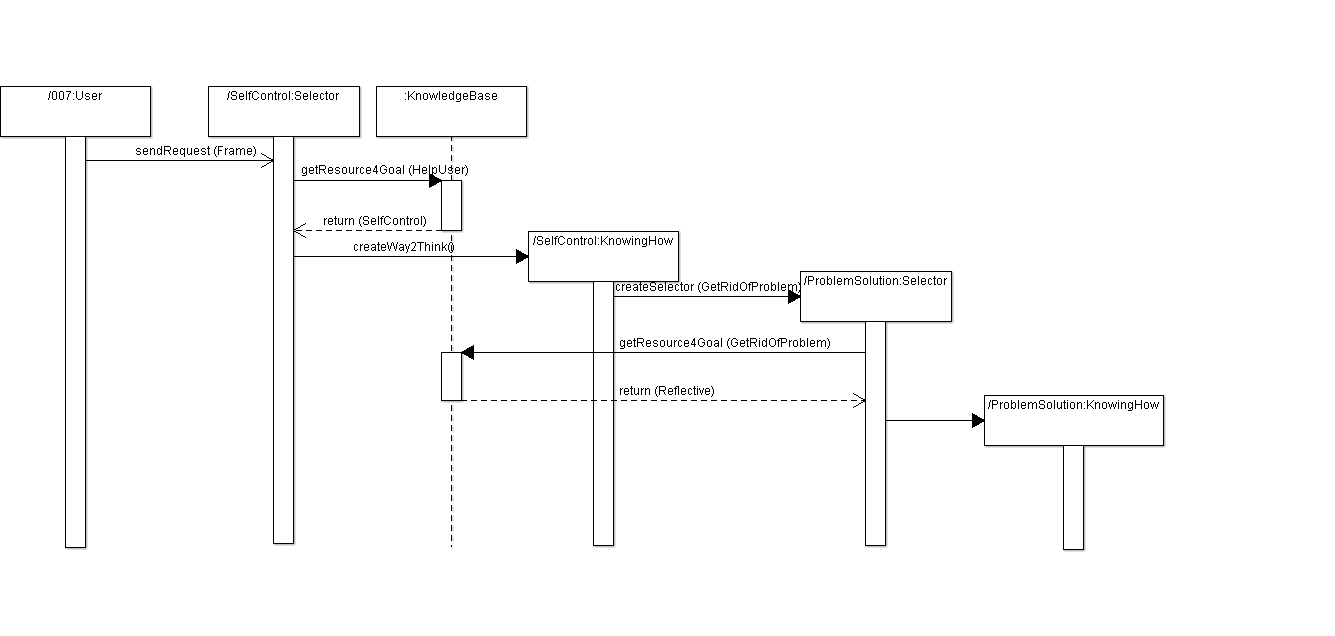 /007:User
/SelfControl:Selector
:KnowledgeBase
sendRequest (Frame)
getResource4Goal (HelpUser)
return (SelfControl)
createWay2Think()
/SelfControl:KnowingHow
createSelector (GetRidOfProblem)
/ProblemSolution:Selector
getResource4Goal (GetRidOfProblem)
return (Reflective)
/ProblemSolution:KnowingHow